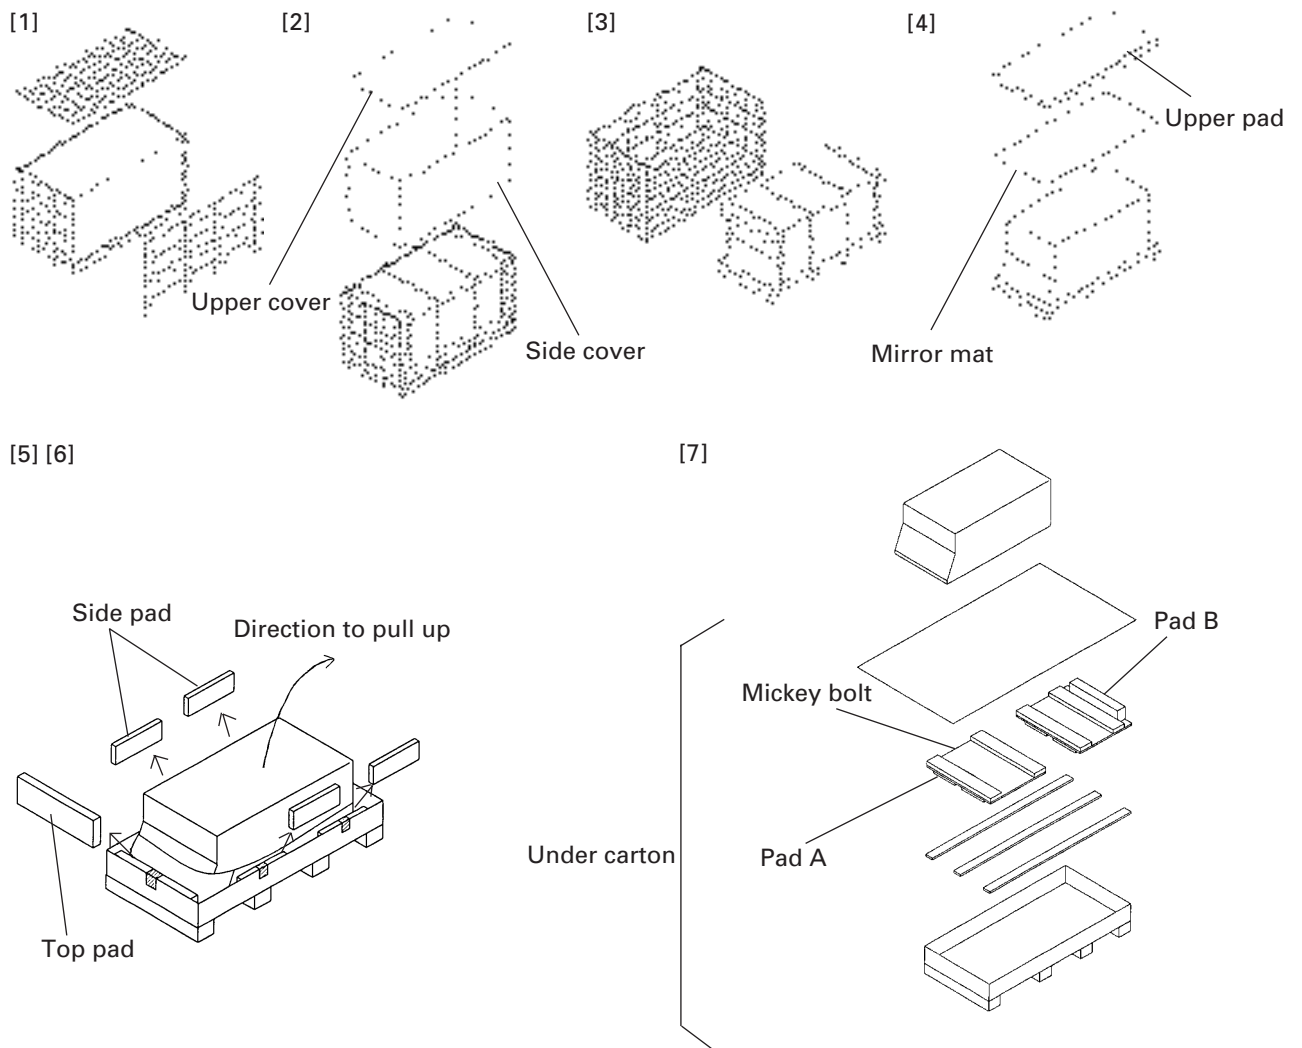 [1]
[2]
[3]
[4]
Upper pad
Upper cover
Side cover
Mirror mat
[5] [6]
[7]
Side pad
Direction to pull up
Pad B
Mickey bolt
Under carton
Pad A
Top pad